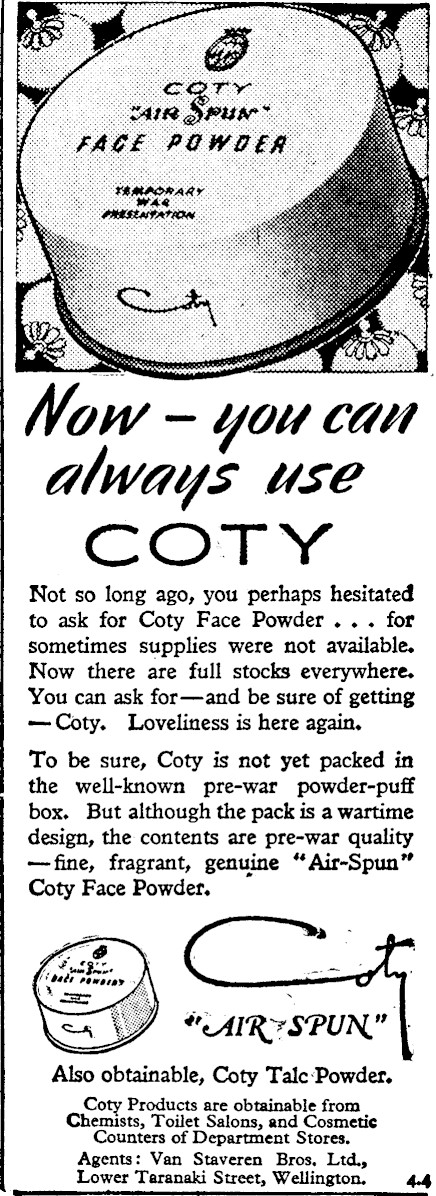 COTY
"AIR SPUN"
FACE POWDER
TEMPORARY
WAR
PRESENTATION
Coty
Now – you can
always use
COTY
Not so long ago, you perhaps hesitated
to ask for Coty Face Powder . . . for
sometimes supplies were not available.
Now there are full stocks everywhere.
You can ask for—and be sure of getting
—Coty. Loveliness is here again.
To be sure, Coty is not yet packed in
the well-known pre-war powder-puff
box. But although the pack is a wartime
design, the contents are pre-war quality
—fine, fragrant, genuine "Air-Spun"
Coty Face Powder.
COTY
"AIR SPUN"
FACE POWDER
Coty
Coty
"AIR SPUN"
Also obtainable, Coty Talc Powder.
Coty Products are obtainable from
Chemists, Toilet Salons, and Cosmetic
Counters of Department Stores.
Agents: Van Staveren Bros. Ltd.,
Lower Taranaki Street, Wellington.
4.4